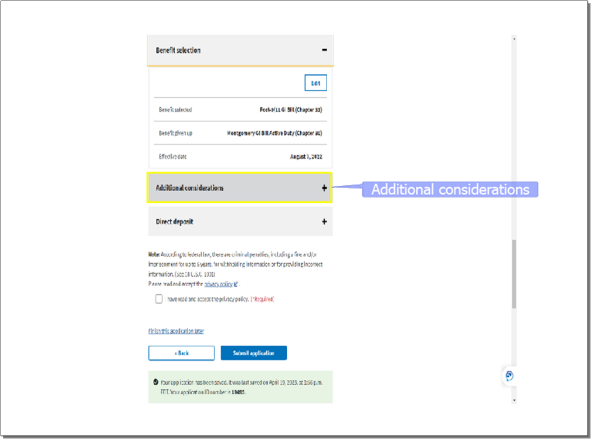 Benefit selection
Edit
Benefit selected Post-9/11 GI Bill (Chapter 33)
Benefit given up Montgomery GI Bill Active Duty (Chapter 30)
Effective date August 3, 2022
Additional considerations
Additional considerations
Direct deposit
Note: According to federal law, there are criminal penalties, including a fine and/or
imprisonment for up to 5 years, for withholding information or for providing incorrect
information. (See 18 U.S.C. 1001)
Please read and accept the privacy policy
I have read and accept the privacy policy. (*Required)
Finish this application later
« Back Submit application
Your application has been saved. It was last saved on April 19, 2023, at p.m.
Your application ID number is